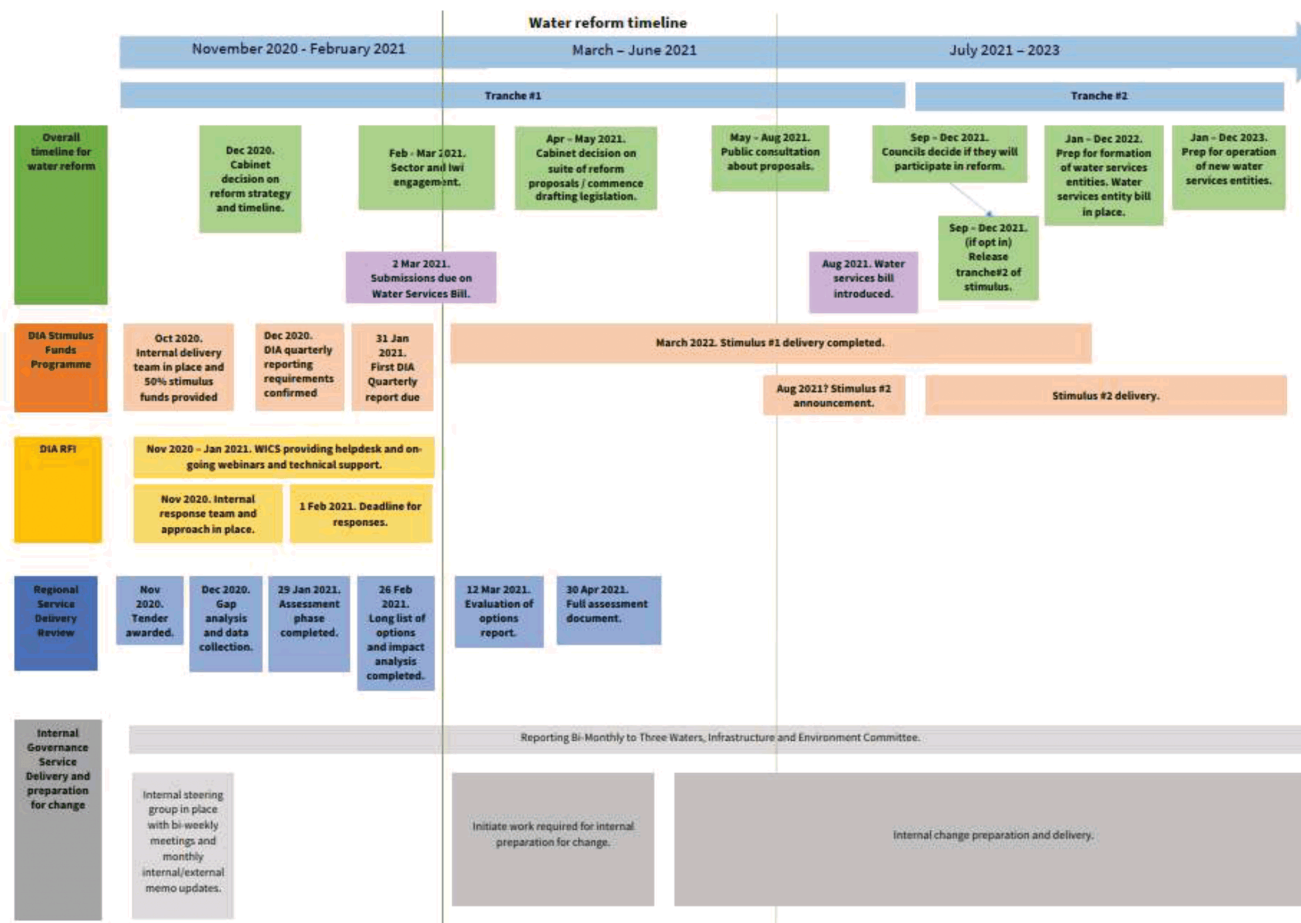 Water reform timeline
November 2020 - February 2021
March – June 2021
July 2021 – 2023
Tranche #1
Tranche #2
Overall
timeline for
water reform
Dec 2020.
Cabinet
decision on
reform strategy
and timeline.
Feb - Mar 2021.
Sector and Iwi
engagement.
Apr – May 2021.
Cabinet decision on
suite of reform
proposals / commence
drafting legislation.
May – Aug 2021.
Public consultation
about proposals.
Sep – Dec 2021.
Councils decide if they will
participate in reform.
Jan – Dec 2022.
Prep for formation
of water services
entities. Water
services entity bill
in place.
Jan – Dec 2023.
Prep for operation
of new water
services entities.
2 Mar 2021.
Submissions due on
Water Services Bill.
Aug 2021. Water
services bill
introduced.
Sep – Dec 2021.
(if opt in)
Release
tranche#2 of
stimulus.
DIA Stimulus
Funds
Programme
Oct 2020.
Internal delivery
team in place and
50% stimulus
funds provided
Dec 2020.
DIA quarterly
reporting
requirements
confirmed
31 Jan
2021.
First DIA
Quarterly
report due
March 2022. Stimulus #1 delivery completed.
Aug 2021? Stimulus #2
announcement.
Stimulus #2 delivery.
DIA RFI
Nov 2020 – Jan 2021. WICS providing helpdesk and on-
going webinars and technical support.
Nov 2020. Internal
response team and
approach in place.
1 Feb 2021. Deadline for
responses.
Regional
Service
Delivery
Review
Nov
2020.
Tender
awarded.
Dec 2020.
Gap
analysis
and data
collection.
29 Jan 2021.
Assessment
phase
completed.
26 Feb
2021.
Long list of
options
and impact
analysis
completed.
12 Mar 2021.
Evaluation of
options
report.
30 Apr 2021.
Full assessment
document.
Internal
Governance
Service
Delivery and
preparation
for change
Reporting Bi-Monthly to Three Waters, Infrastructure and Environment Committee.
Internal steering
group in place
with bi-weekly
meetings and
monthly
internal/external
memo updates.
Initiate work required for internal
preparation for change.
Internal change preparation and delivery.